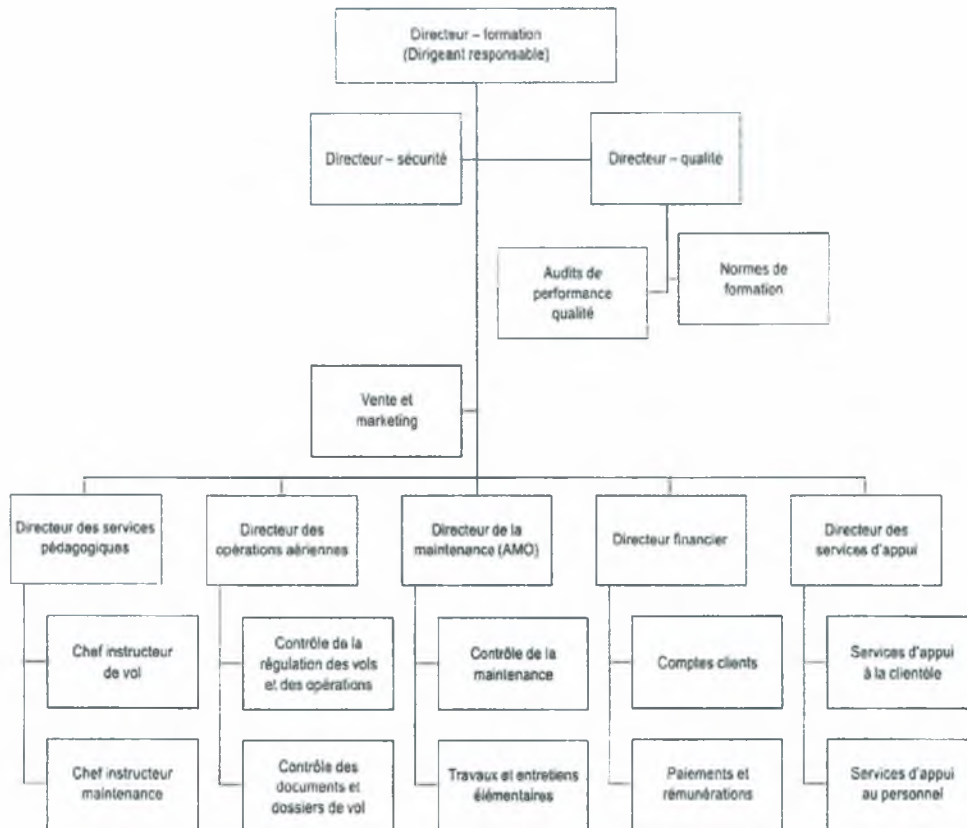 Directeur – formation
(Dirigeant responsable)
Directeur – sécurité
Directeur – qualité
Audits de
performance
qualité
Normes de
formation
Vente et
marketing
Directeur des services
pédagogiques
Directeur des
opérations aériennes
Directeur de la
maintenance (AMO)
Directeur financier
Directeur des
services d'appui
Chef instructeur
de vol
Contrôle de la
régulation des vols
et des opérations
Contrôle de la
maintenance
Comptes clients
Services d'appui
à la clientèle
Chef instructeur
maintenance
Contrôle des
documents et
dossiers de vol
Travaux et entretiens
élémentaires
Paiements et
rémunérations
Services d'appui
au personnel